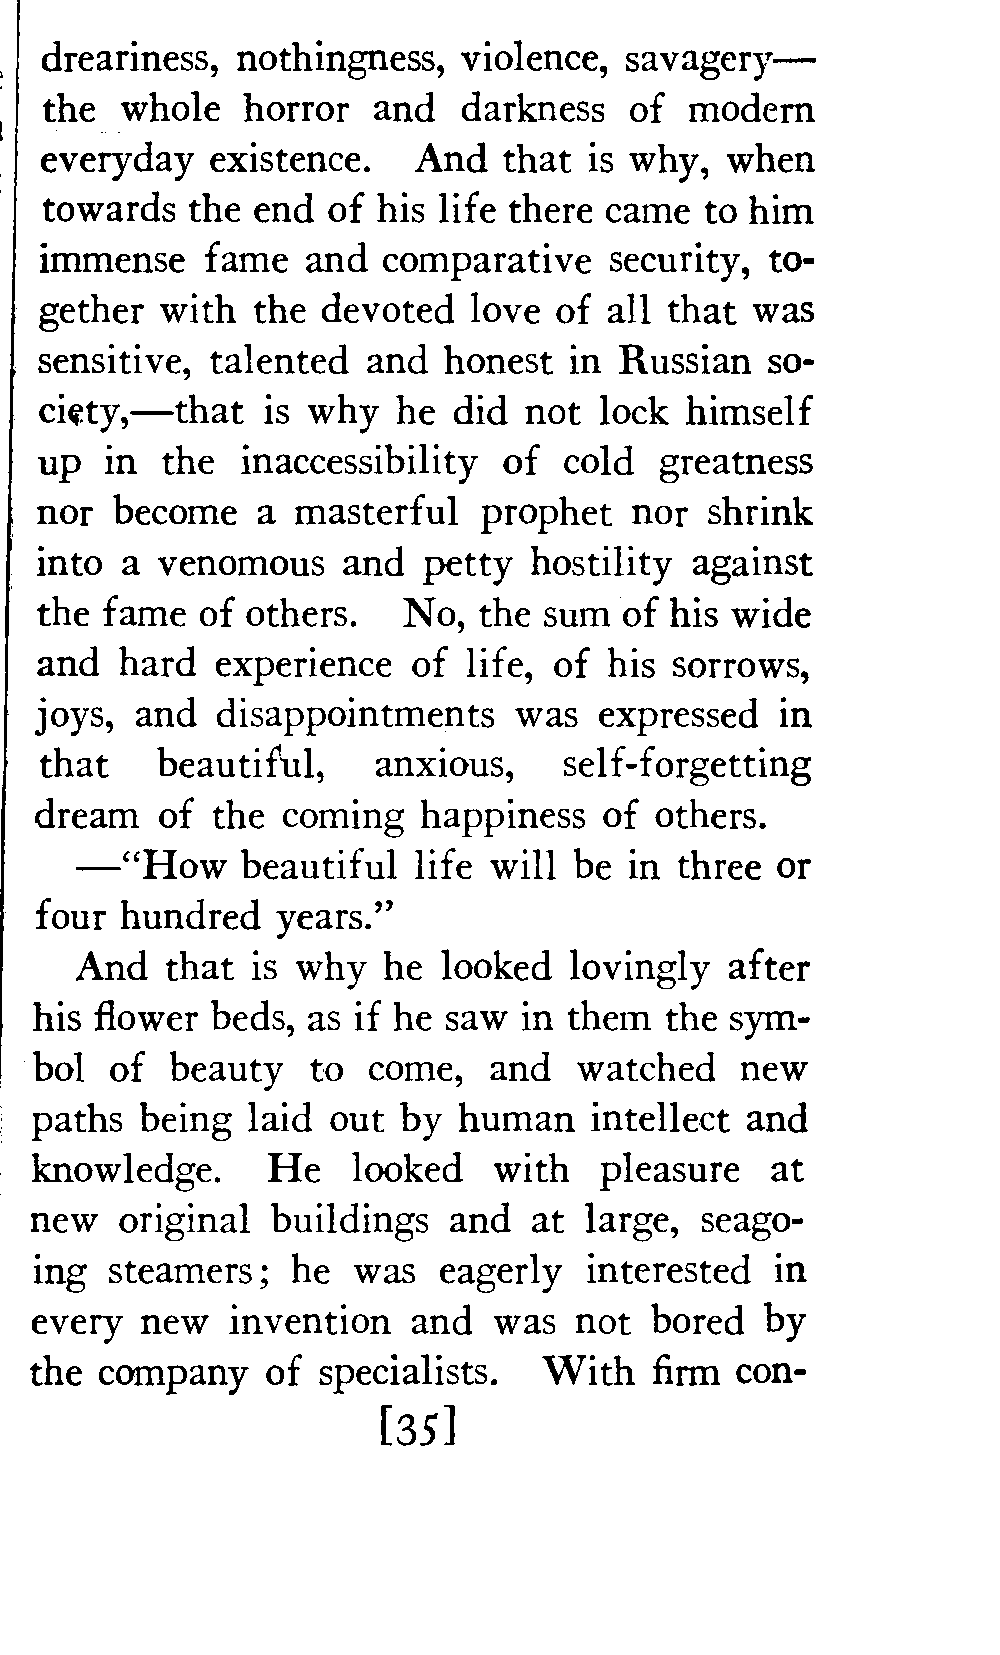 dreariness, nothingness, violence, savagery—
the whole horror and darkness of modern
everyday existence. And that is why, when
towards the end of his life there came to him
immense fame and comparative security, to-
gether with the devoted love of all that was
sensitive, talented and honest in Russian so-
ciety,—that is why he did not lock himself
up in the inaccessibility of cold greatness
nor become a masterful prophet nor shrink
into a venomous and petty hostility against
the fame of others. No, the sum of his wide
and hard experience of life, of his sorrows,
joys, and disappointments was expressed in
that beautiful, anxious, self-forgetting
dream of the coming happiness of others.
—"How beautiful life will be in three or
four hundred years."
And that is why he looked lovingly after
his flower beds, as if he saw in them the sym-
bol of beauty to come, and watched new
paths being laid out by human intellect and
knowledge. He looked with pleasure at
new original buildings and at large, seago-
ing steamers; he was eagerly interested in
every new invention and was not bored by
the company of specialists. With firm con-
[35]